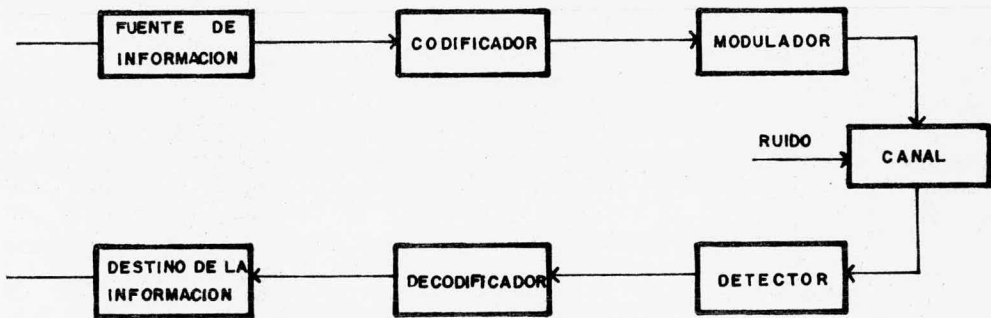 FUENTE DE
INFORMACION
CODIFICADOR
MODULADOR
RUIDO
CANAL
DETECTOR
DECODIFICADOR
DESTINO DE LA
INFORMACION